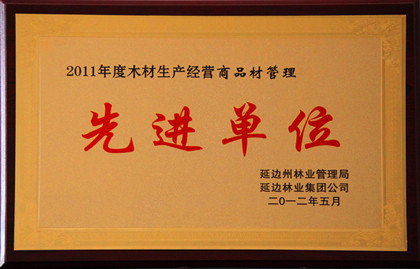 2011年度木材生产经营商品材管理
先进单位
延边州林业管理局
延边林业集团公司
二〇一二年五月